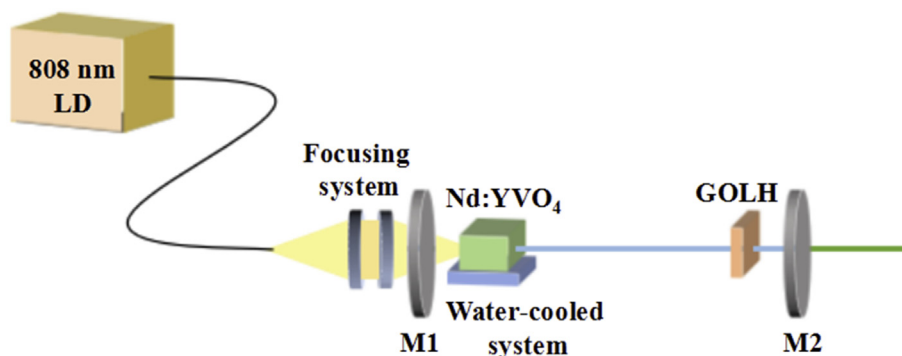 808 nm
LD
Focusing
system
Nd:YVO₄
GOLH
M1
Water-cooled
system
M2